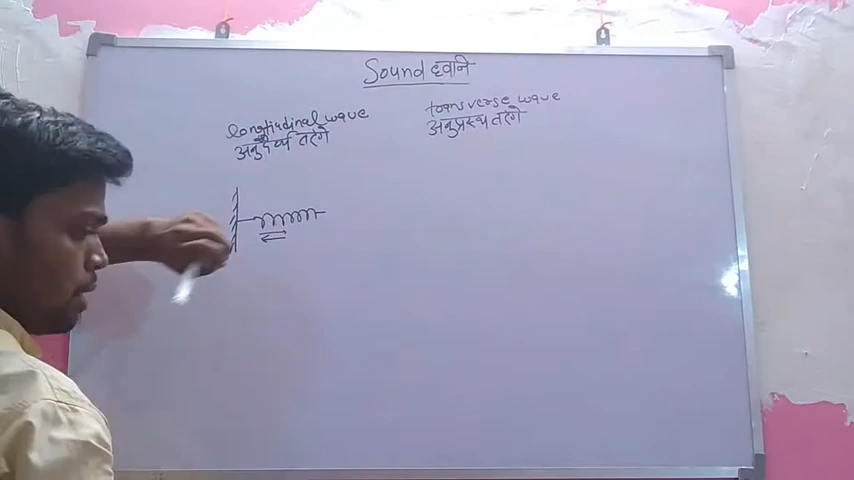 Sound ध्वनि
longitudinal wave
अनुदैर्ध्य तरंगे
transverse wave
अनुप्रस्थ तरंगे